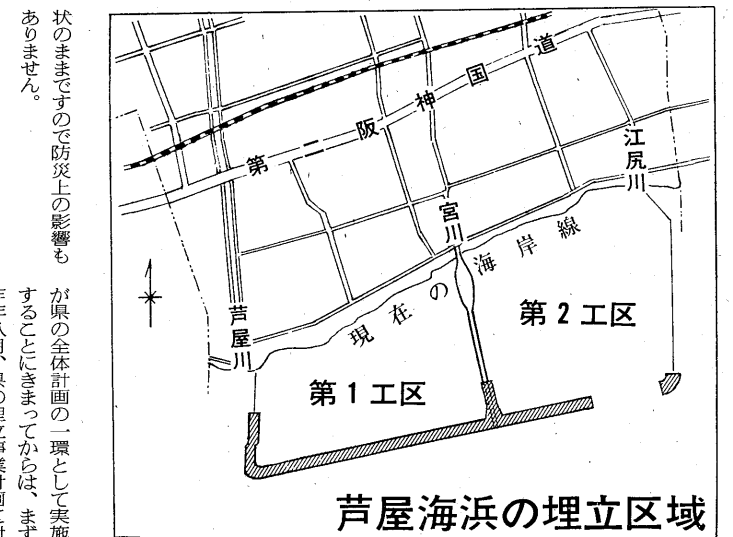 状のままですので防災上の影響も
ありません。
が県の全体計画の一環として実施
することにきまってからは、まず
第二阪神国道
江尻川
宮川
芦屋川
現在の海岸線
第2工区
第1工区
芦屋海浜の埋立区域